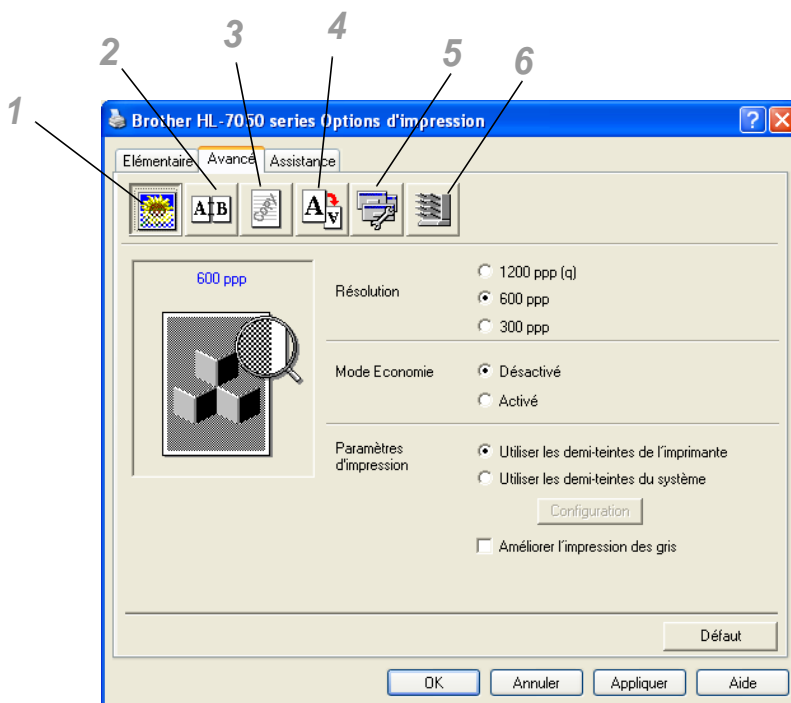 1 2 3 4 5 6
Brother HL-7050 series Options d'impression
Elémentaire Avancé Assistance
A B COPY A A
600 ppp
Résolution
1200 ppp (q)
600 ppp
300 ppp
Mode Economie
Désactivé
Activé
Paramètres
d'impression
Utiliser les demi-teintes de l'imprimante
Utiliser les demi-teintes du système
Configuration
Améliorer l'impression des gris
Défaut
OK Annuler Appliquer Aide